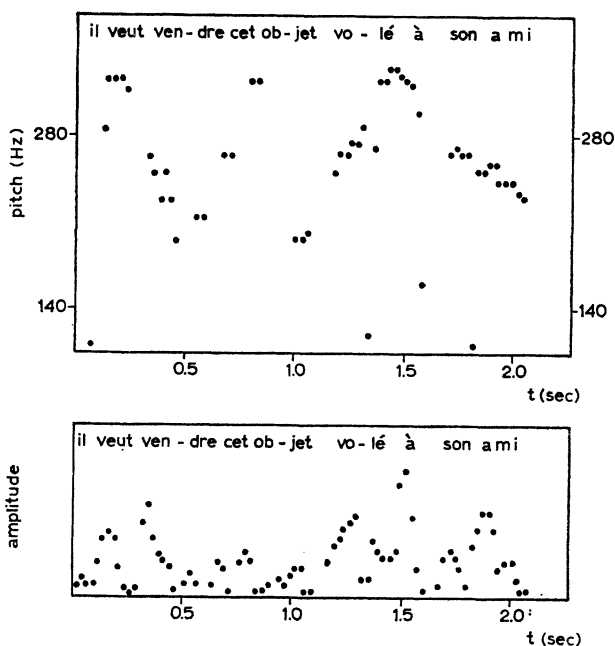 il veut ven-dre cet ob-jet vo-lé à son a mi
280
280
pitch (Hz)
140
140
0.5 1.0 1.5 2.0
t (sec)
il veut ven-dre cet ob-jet vo-lé à son a mi
amplitude
0.5 1.0 1.5 2.0
t (sec)